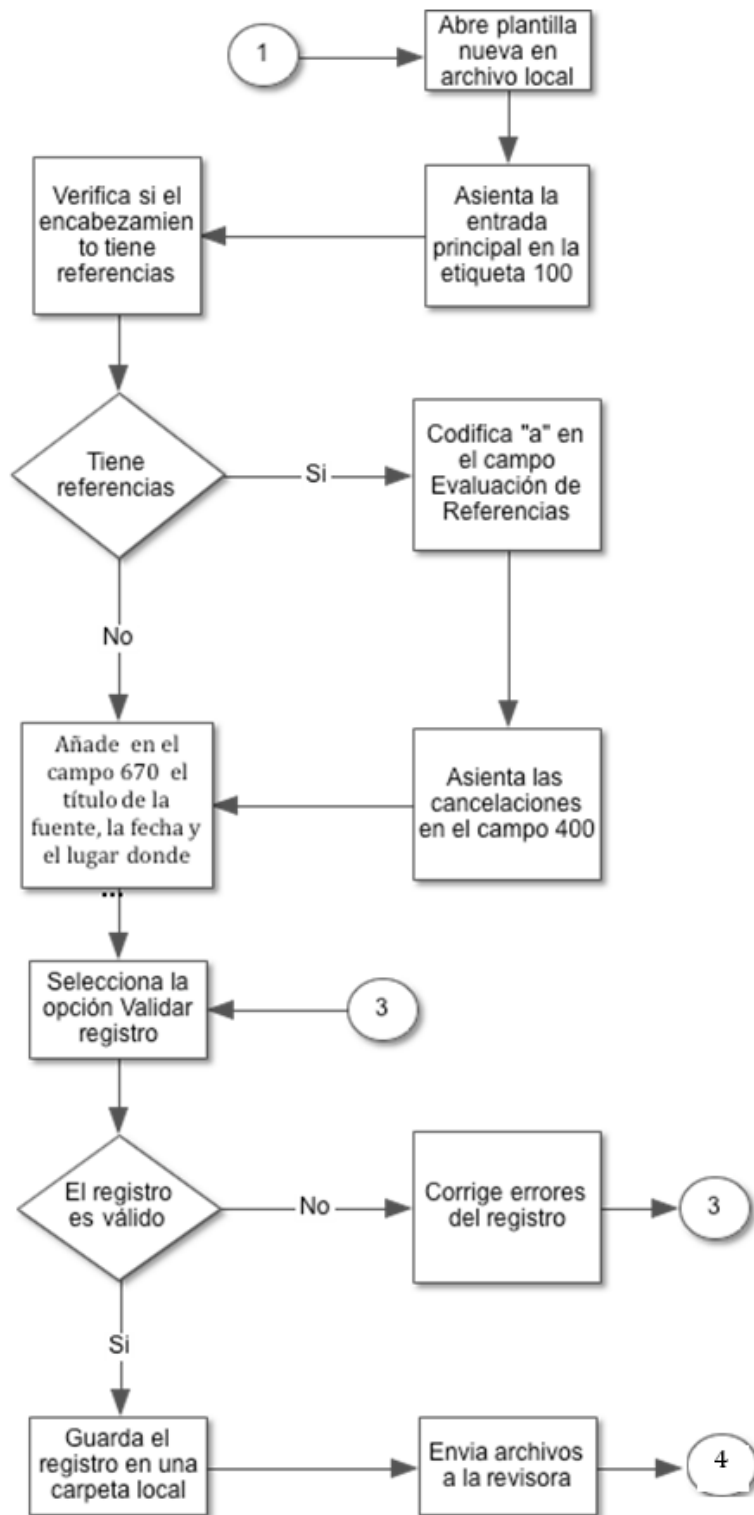 1
Abre plantilla
nueva en
archivo local
Verifica si el
encabezamien
to tiene
referencias
Asienta la
entrada
principal en la
etiqueta 100
Tiene
referencias
Si
Codifica "a" en
el campo
Evaluación de
Referencias
No
Añade en el
campo 670 el
título de la
fuente, la fecha y
el lugar donde
...
Asienta las
cancelaciones
en el campo 400
Selecciona la
opción Validar
registro
3
El registro
es válido
No
Corrige errores
del registro
3
Si
Guarda el
registro en una
carpeta local
Envia archivos
a la revisora
4